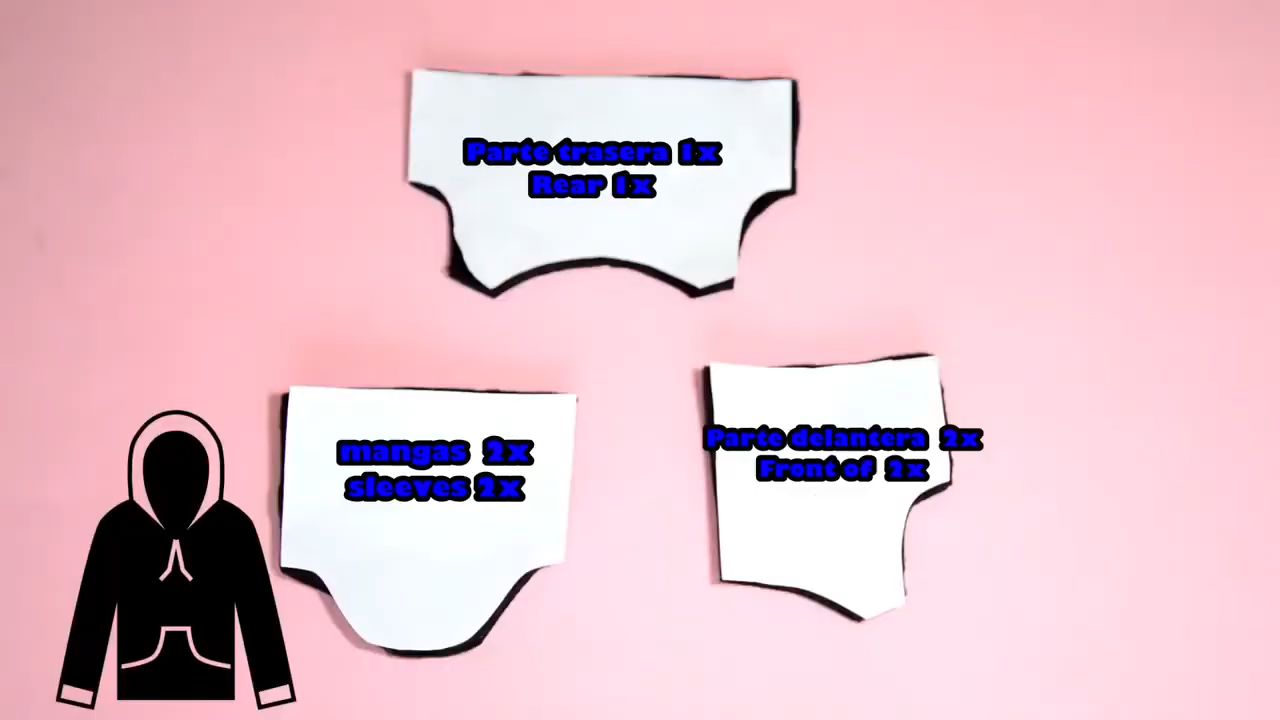 Parte trasera 1x
Rear 1x
mangas 2x
sleeves 2x
Parte delantera 2x
Front of 2x